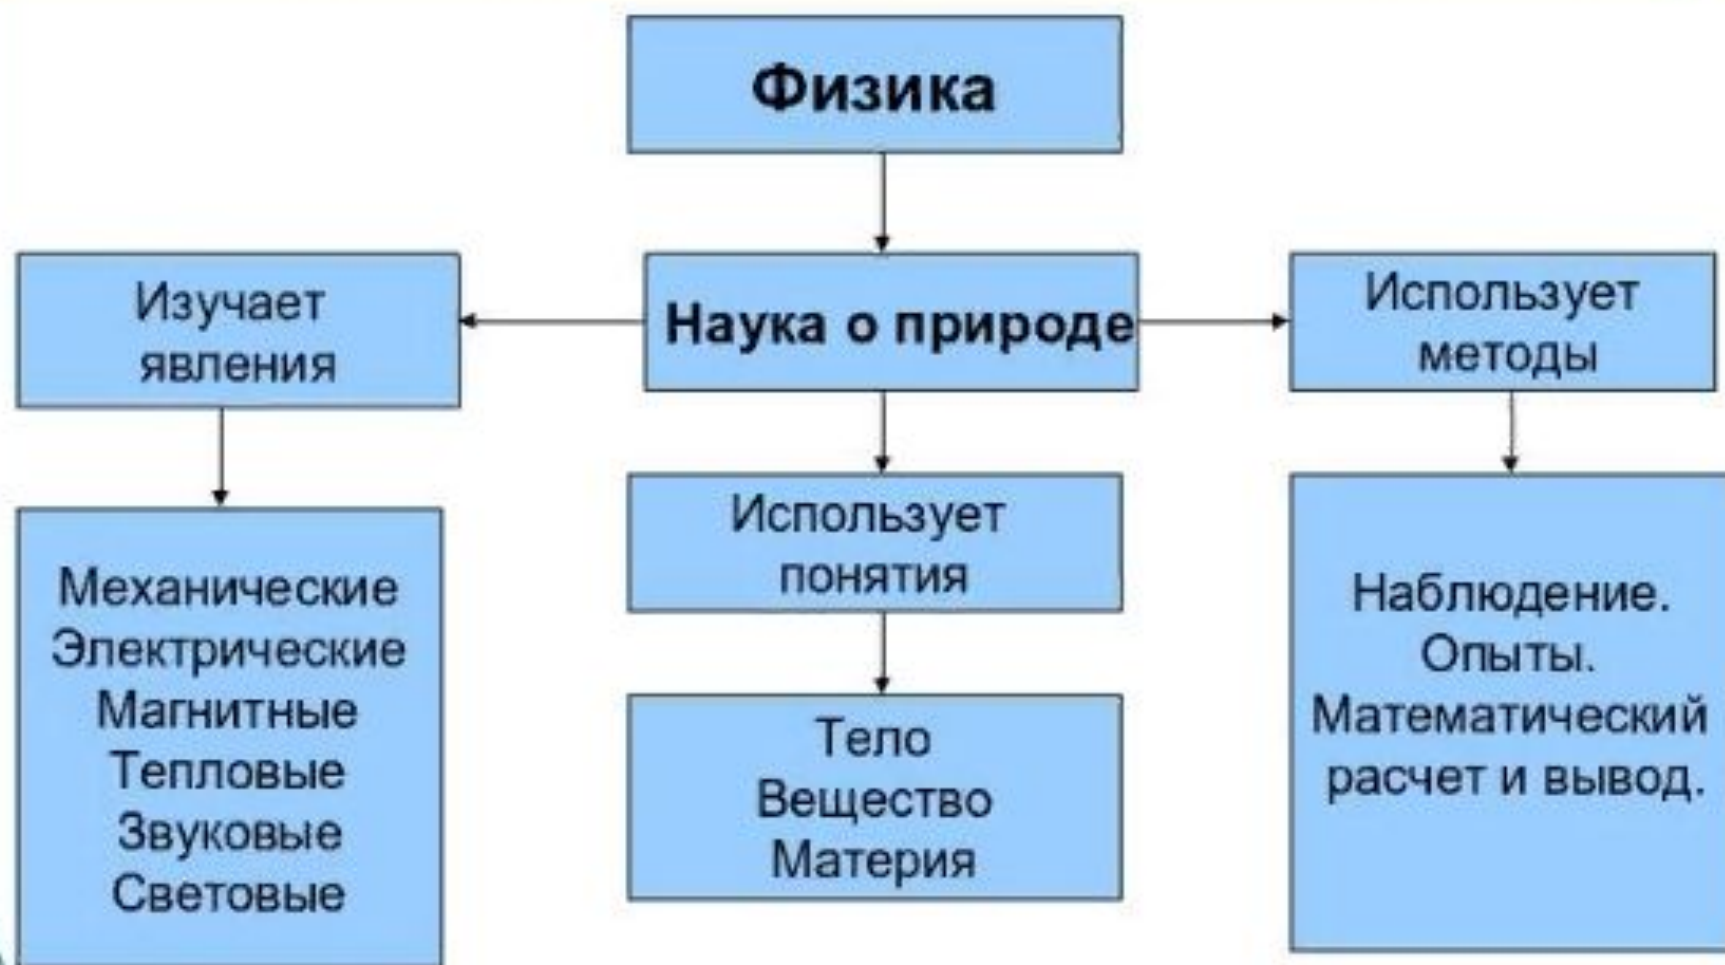 Физика
Изучает
явления
Наука о природе
Использует
методы
Механические
Электрические
Магнитные
Тепловые
Звуковые
Световые
Использует
понятия
Тело
Вещество
Материя
Наблюдение.
Опыты.
Математический
расчет и вывод.